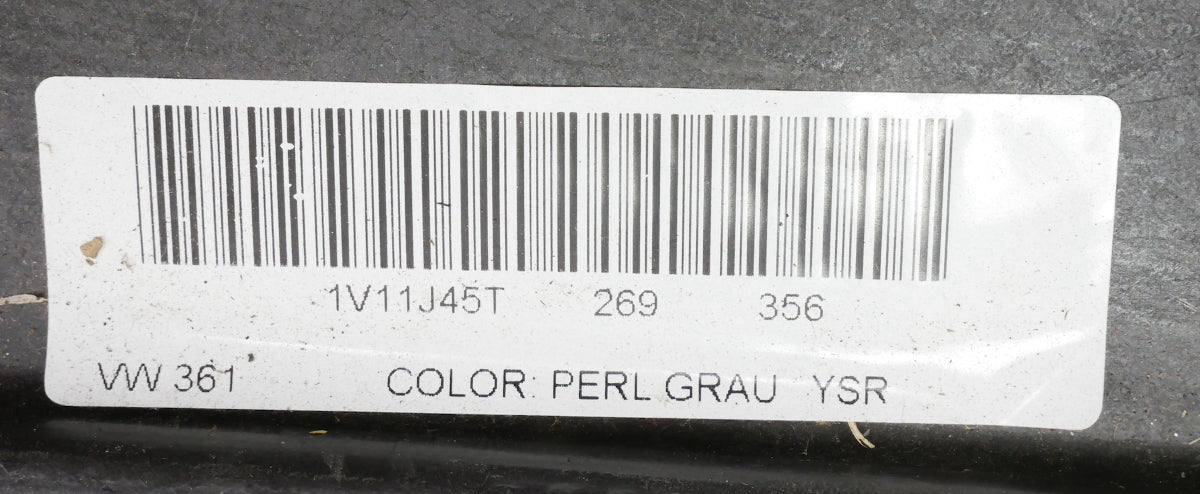 1V11J45T 269 356
VW 361 COLOR: PERL GRAU YSR